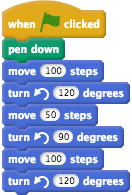 when clicked
pen down
move 100 steps
turn 120 degrees
move 50 steps
turn 90 degrees
move 100 steps
turn 120 degrees